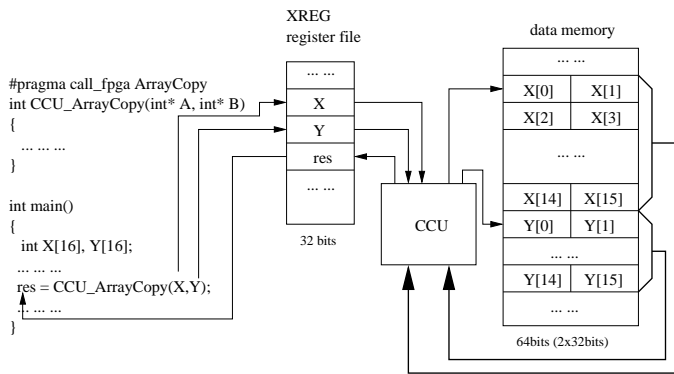 #pragma call_fpga ArrayCopy
int CCU_ArrayCopy(int* A, int* B)
{
... ... ...
}
int main()
{
int X[16], Y[16];
... ... ...
res = CCU_ArrayCopy(X,Y);
... ... ...
}
XREG
register file
... ...
X
Y
res
... ...
32 bits
CCU
data memory
... ...
X[0] X[1]
X[2] X[3]
... ...
X[14] X[15]
Y[0] Y[1]
... ...
Y[14] Y[15]
... ...
64bits (2x32bits)